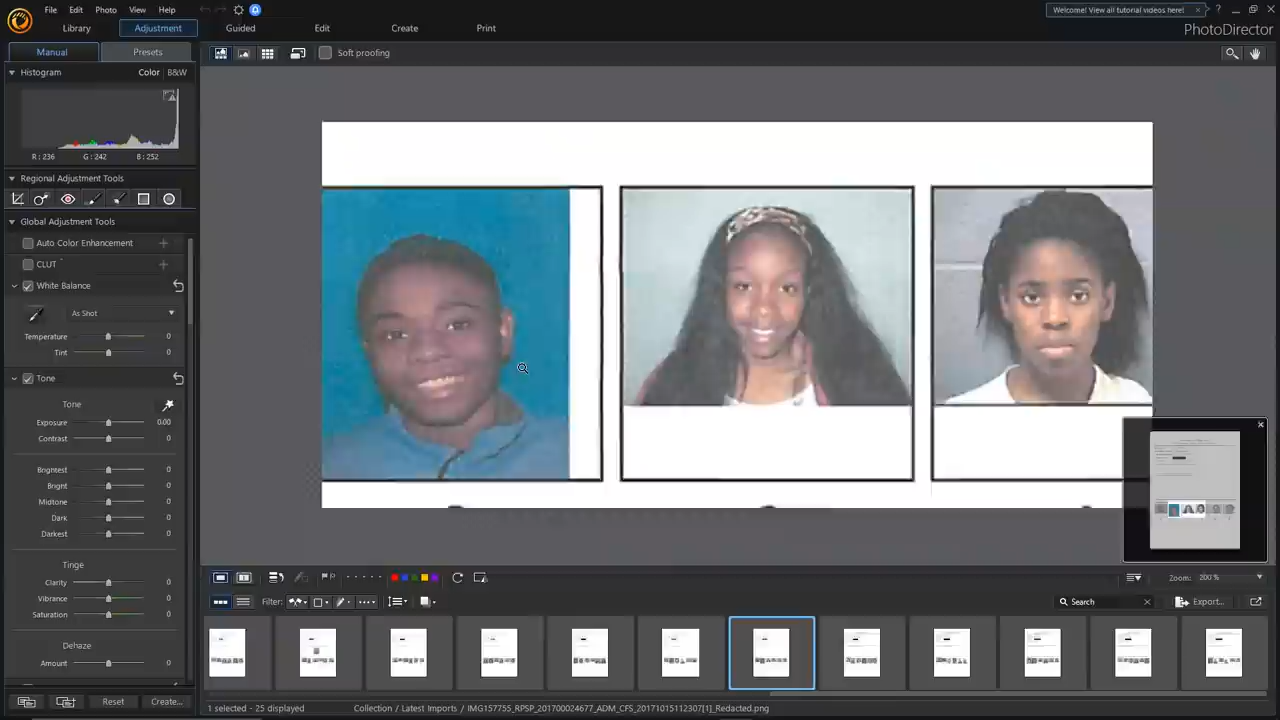 File Edit Photo View Help
Welcome! View all tutorial videos here!
Library Adjustment Guided Edit Create Print
PhotoDirector
Manual Presets
Soft proofing
Histogram Color B&W
R : 236 G : 242 B : 252
Regional Adjustment Tools
Global Adjustment Tools
Auto Color Enhancement
CLUT
White Balance
As Shot
Temperature 0
Tint 0
Tone
Tone
Exposure 0.00
Contrast 0
Brightest 0
Bright 0
Midtone 0
Dark 0
Darkest 0
Tinge
Clarity 0
Vibrance 0
Saturation 0
Dehaze
Amount 0
Zoom: 200 %
Filter:
Search
Export...
Reset Create...
1 selected - 25 displayed Collection / Latest Imports / IMG157755_RPSP_201700024677_ADM_CFS_20171015112307[1]_Redacted.png